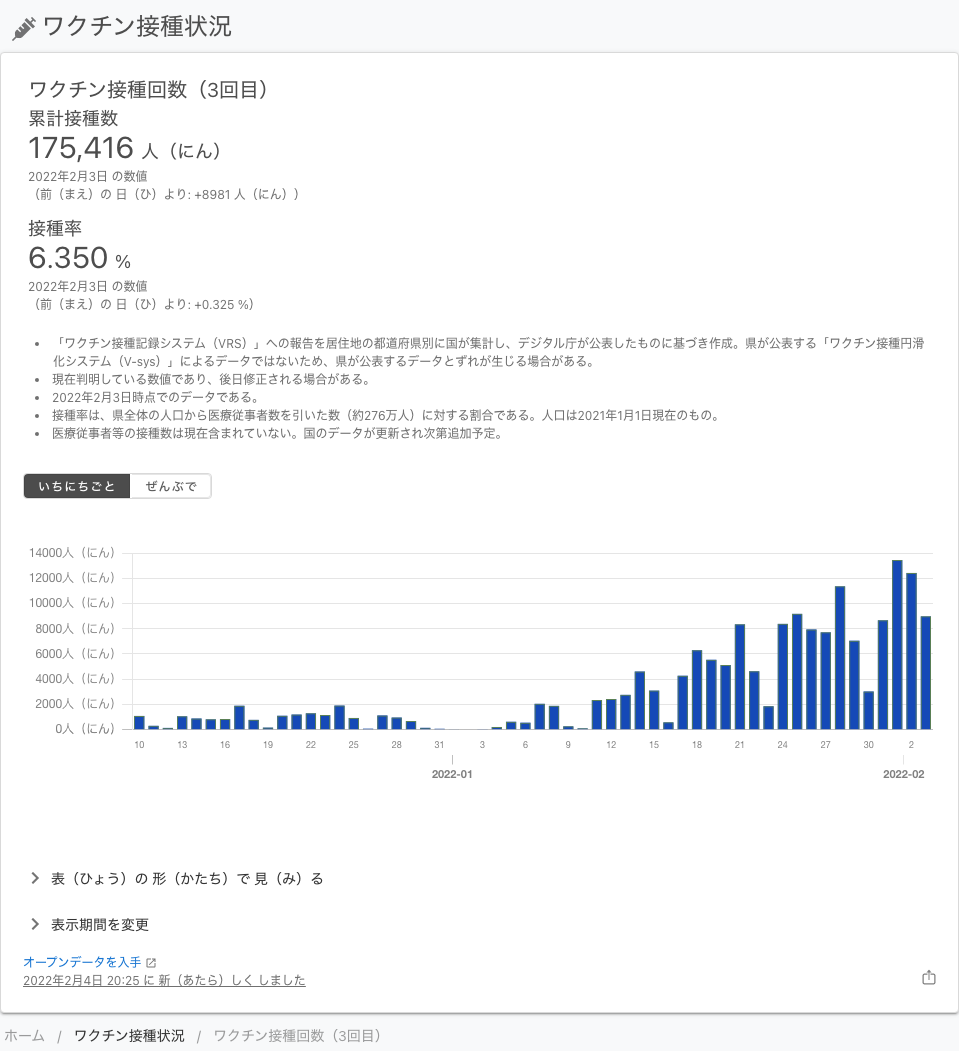 ワクチン接種状況
ワクチン接種回数（3回目）
累計接種数
175,416 人（にん）
2022年2月3日 の数値
（前（まえ）の 日（ひ）より: +8981 人（にん））
接種率
6.350 %
2022年2月3日 の数値
（前（まえ）の 日（ひ）より: +0.325 %）
• 「ワクチン接種記録システム（VRS）」への報告を居住地の都道府県別に国が集計し、デジタル庁が公表したものに基づき作成。県が公表する「ワクチン接種円滑
化システム（V-sys）」によるデータではないため、県が公表するデータとずれが生じる場合がある。
• 現在判明している数値であり、後日修正される場合がある。
• 2022年2月3日時点でのデータである。
• 接種率は、県全体の人口から医療従事者数を引いた数（約276万人）に対する割合である。人口は2021年1月1日現在のもの。
• 医療従事者等の接種数は現在含まれていない。国のデータが更新され次第追加予定。
いちにちごと ぜんぶで
14000人（にん）
12000人（にん）
10000人（にん）
8000人（にん）
6000人（にん）
4000人（にん）
2000人（にん）
0人（にん）
10 13 16 19 22 25 28 31 3 6 9 12 15 18 21 24 27 30 2
2022-01 2022-02
表（ひょう）の 形（かたち）で 見（み）る
表示期間を変更
オープンデータを入手
2022年2月4日 20:25 に 新（あたら）しく しました
ホーム / ワクチン接種状況 / ワクチン接種回数（3回目）